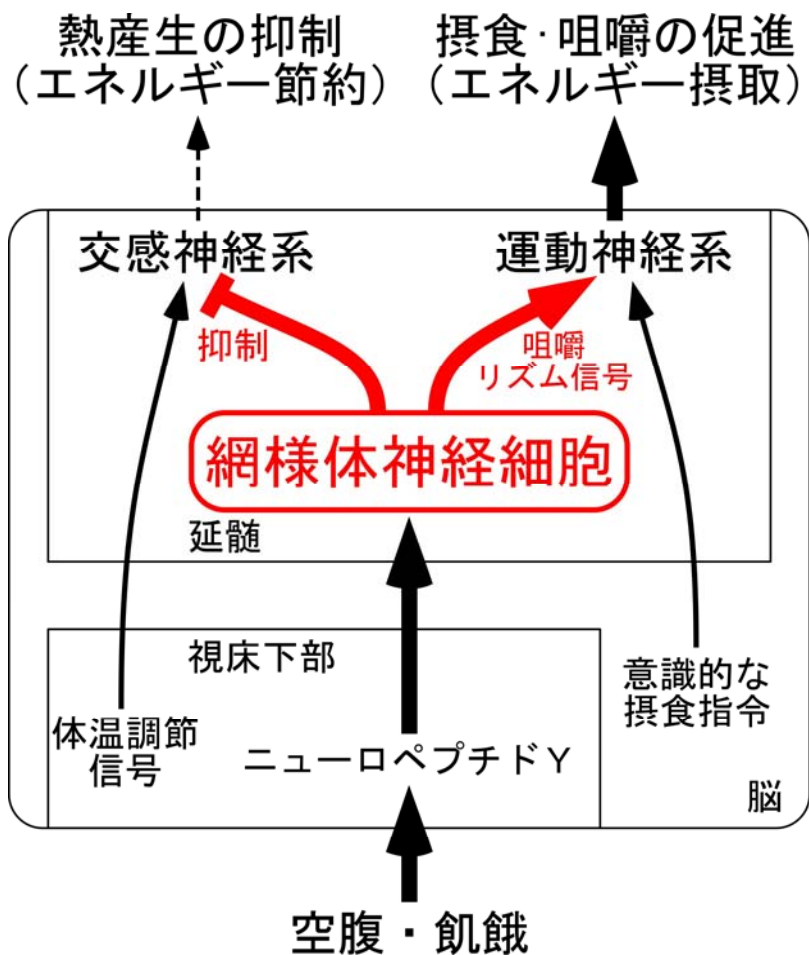 熱産生の抑制
（エネルギー節約）
摂食・咀嚼の促進
（エネルギー摂取）
交感神経系
運動神経系
抑制
咀嚼
リズム信号
網様体神経細胞
延髄
視床下部
体温調節
信号
ニューロペプチドY
意識的な
摂食指令
脳
空腹・飢餓